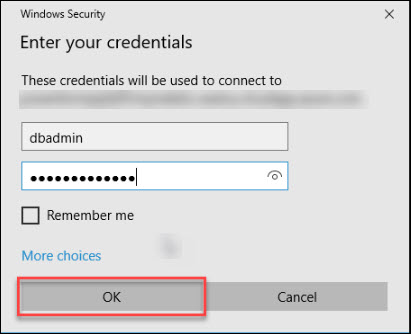 Windows Security
Enter your credentials
These credentials will be used to connect to
dbadmin
●●●●●●●●●●●●●
Remember me
More choices
OK
Cancel